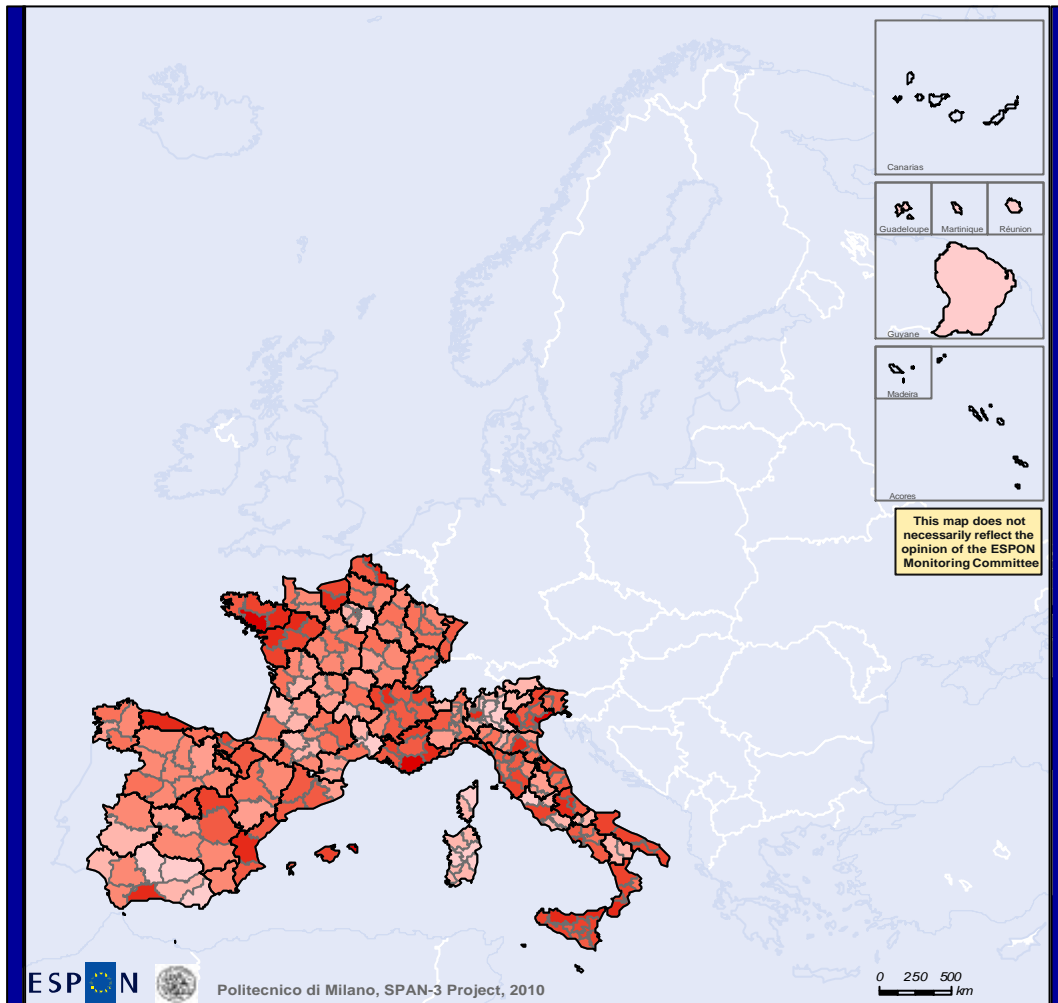 Canarias
Guadeloupe
Martinique
Réunion
Guyane
Madeira
Acores
This map does not
necessarily reflect the
opinion of the ESPON
Monitoring Committee
ESPON
Politecnico di Milano, SPAN-3 Project, 2010
0 250 500
km